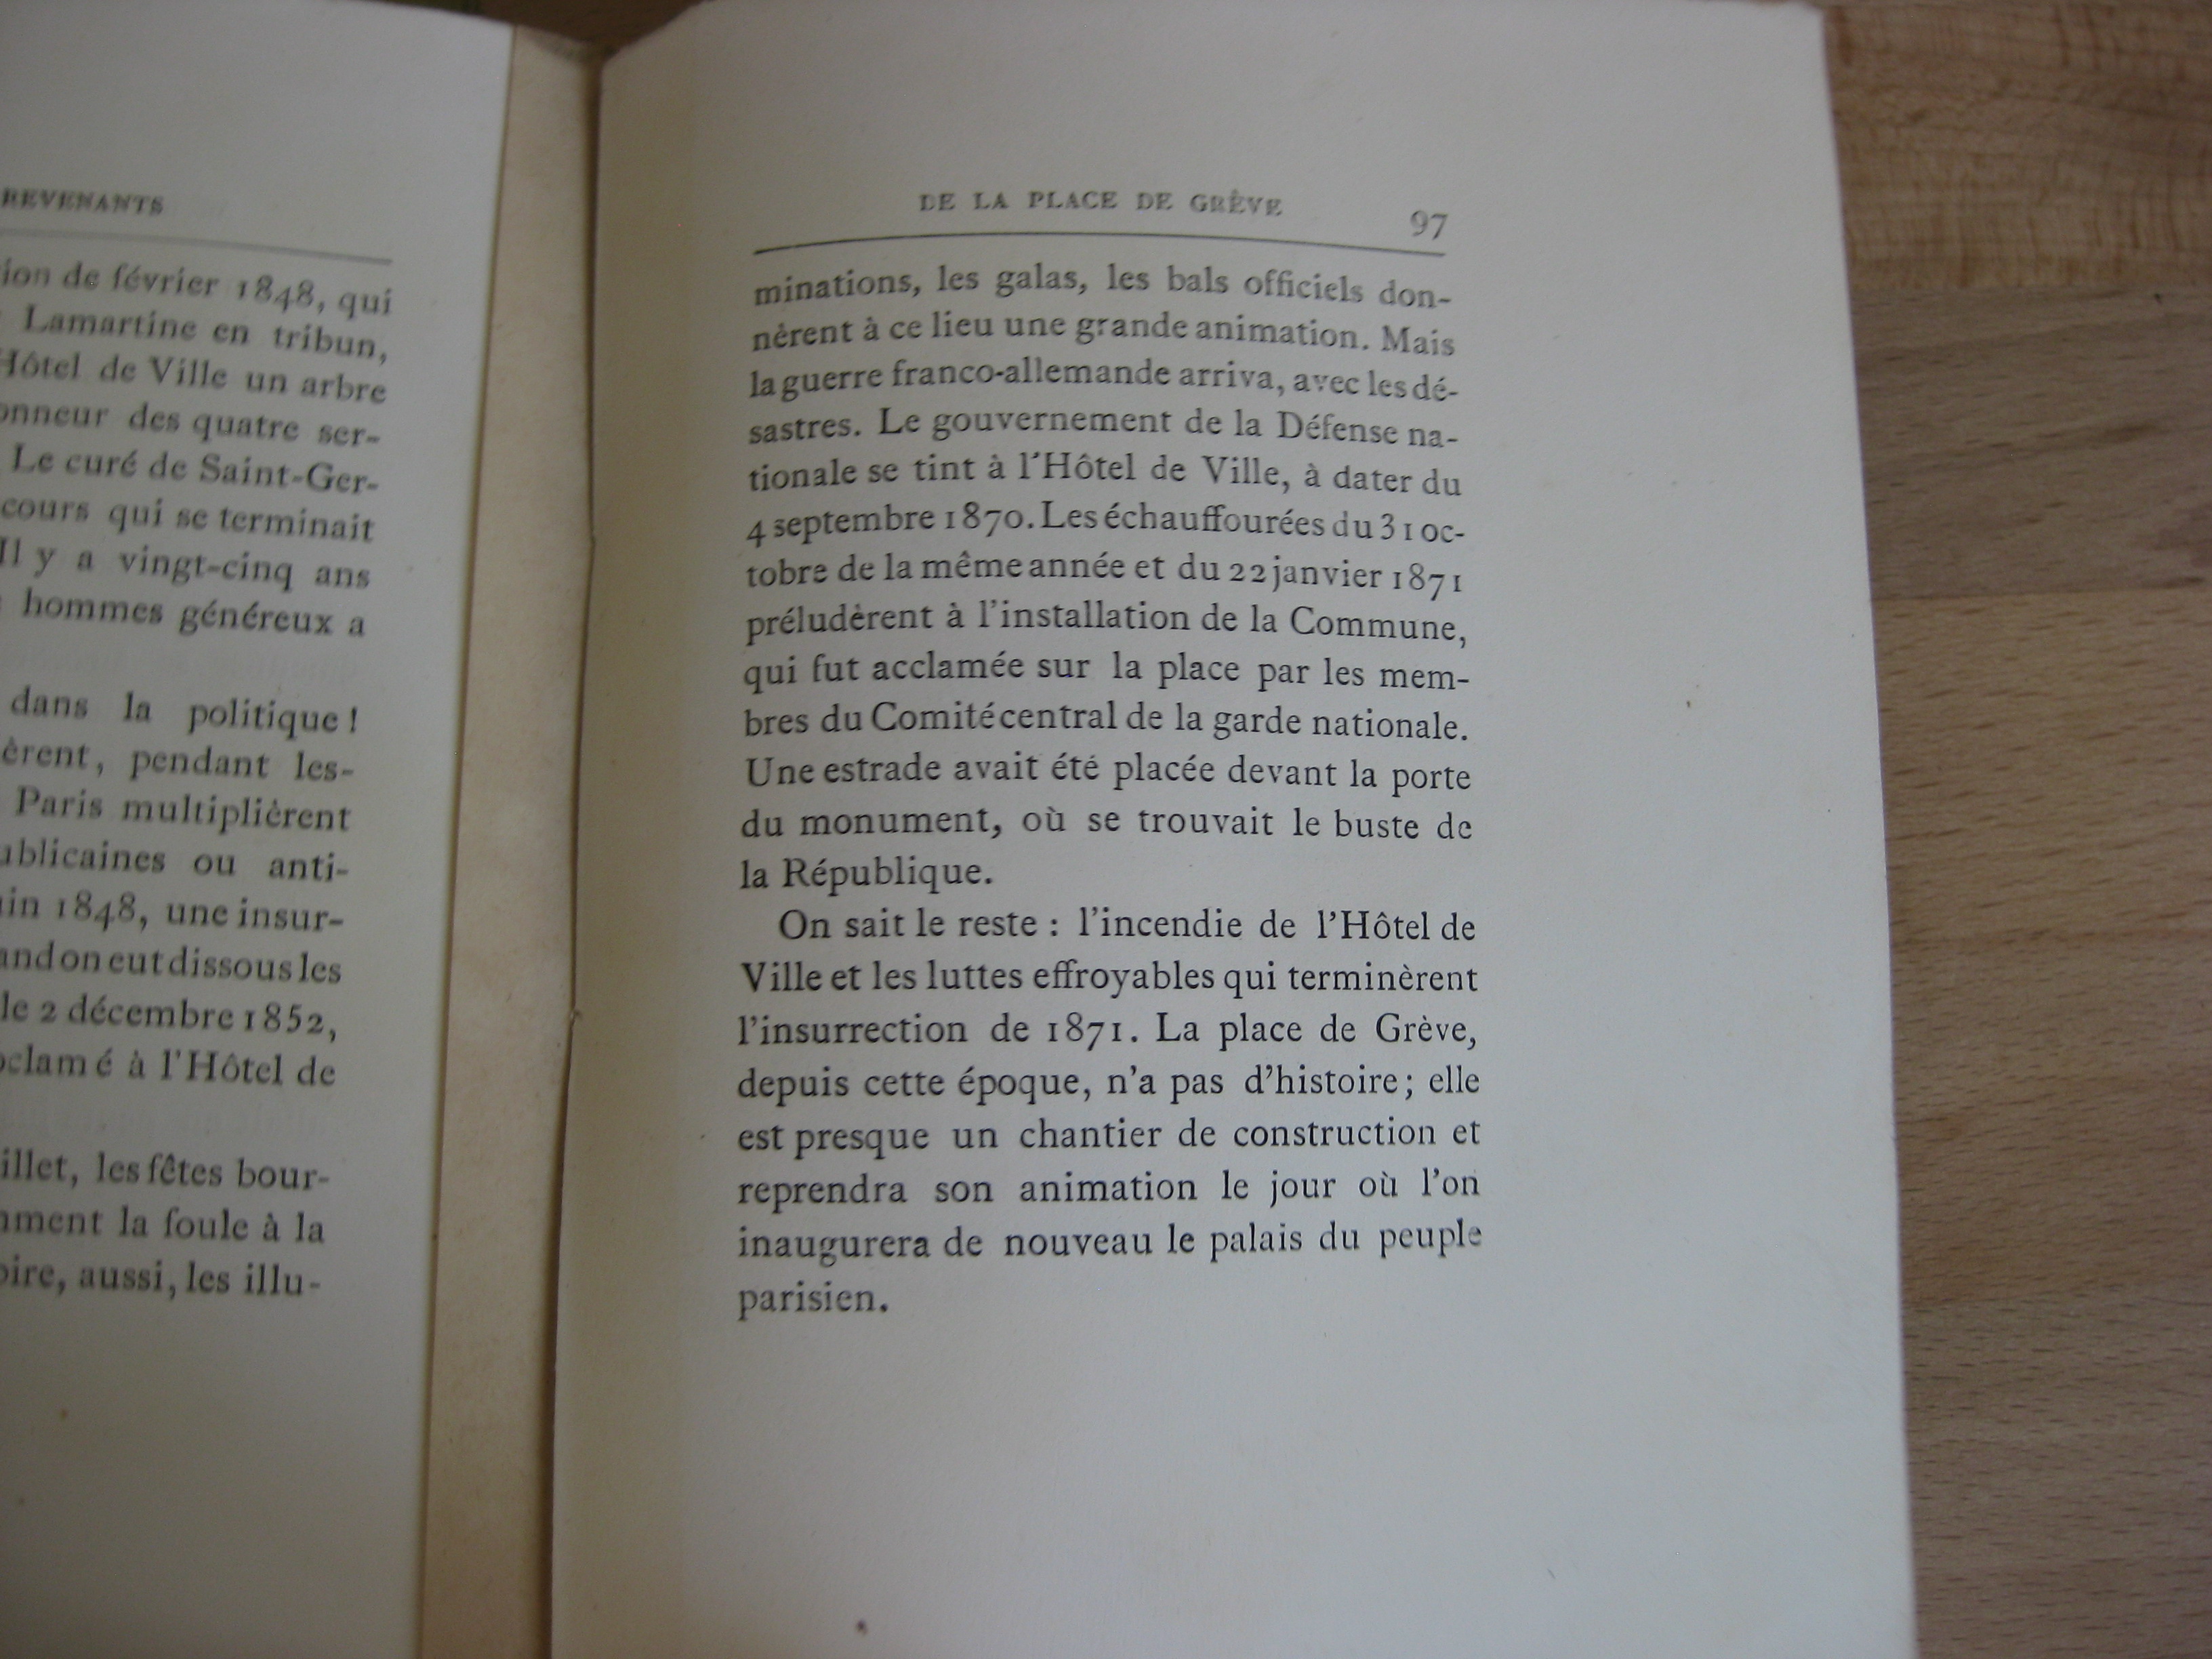 REVENANTS
de février 1848, qui
Lamartine en tribun,
Hôtel de Ville un arbre
des quatre ser-
Le curé de Saint-Ger-
qui se terminait
Il y a vingt-cinq ans
hommes généreux a
dans la politique!
pendant les-
Paris multiplièrent
ou anti-
1848, une insur-
on eut dissous les
le 2 décembre 1852,
à l'Hôtel de
les fêtes bour-
la foule à la
aussi, les illu-
DE LA PLACE DE GRÈVE 97
minations, les galas, les bals officiels don-
nèrent à ce lieu une grande animation. Mais
la guerre franco-allemande arriva, avec les dé-
sastres. Le gouvernement de la Défense na-
tionale se tint à l'Hôtel de Ville, à dater du
4 septembre 1870. Les échauffourées du 31 oc-
tobre de la même année et du 22 janvier 1871
préludèrent à l'installation de la Commune,
qui fut acclamée sur la place par les mem-
bres du Comité central de la garde nationale.
Une estrade avait été placée devant la porte
du monument, où se trouvait le buste de
la République.
On sait le reste : l'incendie de l'Hôtel de
Ville et les luttes effroyables qui terminèrent
l'insurrection de 1871. La place de Grève,
depuis cette époque, n'a pas d'histoire; elle
est presque un chantier de construction et
reprendra son animation le jour où l'on
inaugurera de nouveau le palais du peuple
parisien.